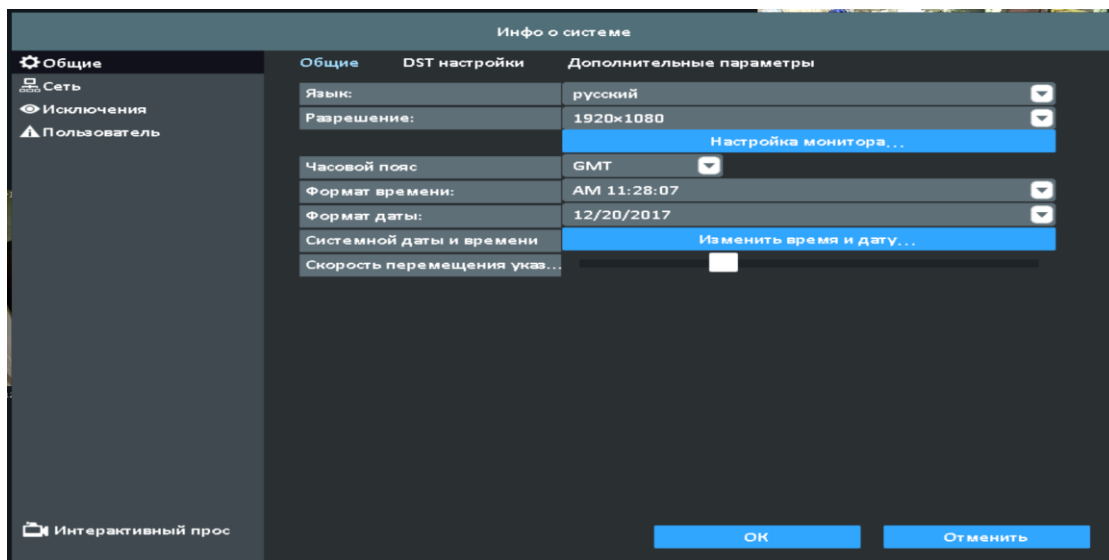 Инфо о системе
Общие
Сеть
Исключения
Пользователь
Интерактивный прос
Общие DST настройки Дополнительные параметры
Язык: русский
Разрешение: 1920×1080
Настройка монитора...
Часовой пояс GMT
Формат времени: AM 11:28:07
Формат даты: 12/20/2017
Системной даты и времени Изменить время и дату...
Скорость перемещения указ...
OK Отменить